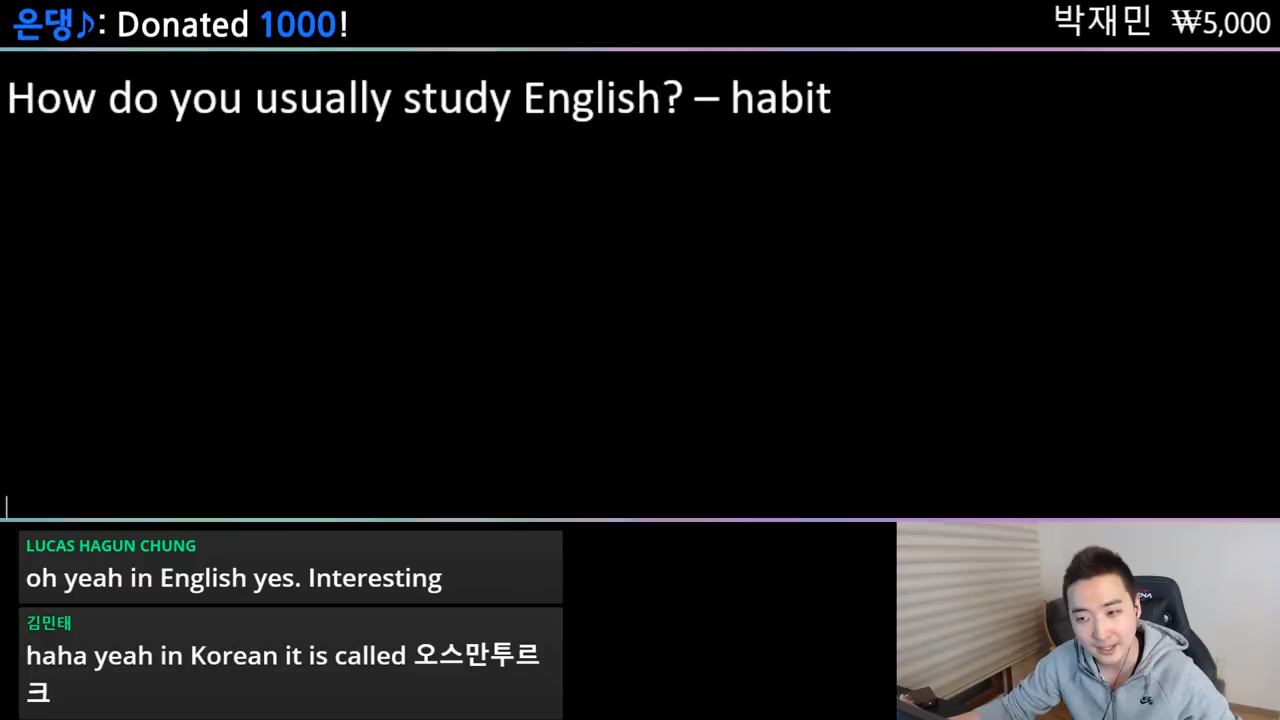 은댕♪: Donated 1000!
박재민 ₩5,000
How do you usually study English? – habit
LUCAS HAGUN CHUNG
oh yeah in English yes. Interesting
김민태
haha yeah in Korean it is called 오스만투르
크